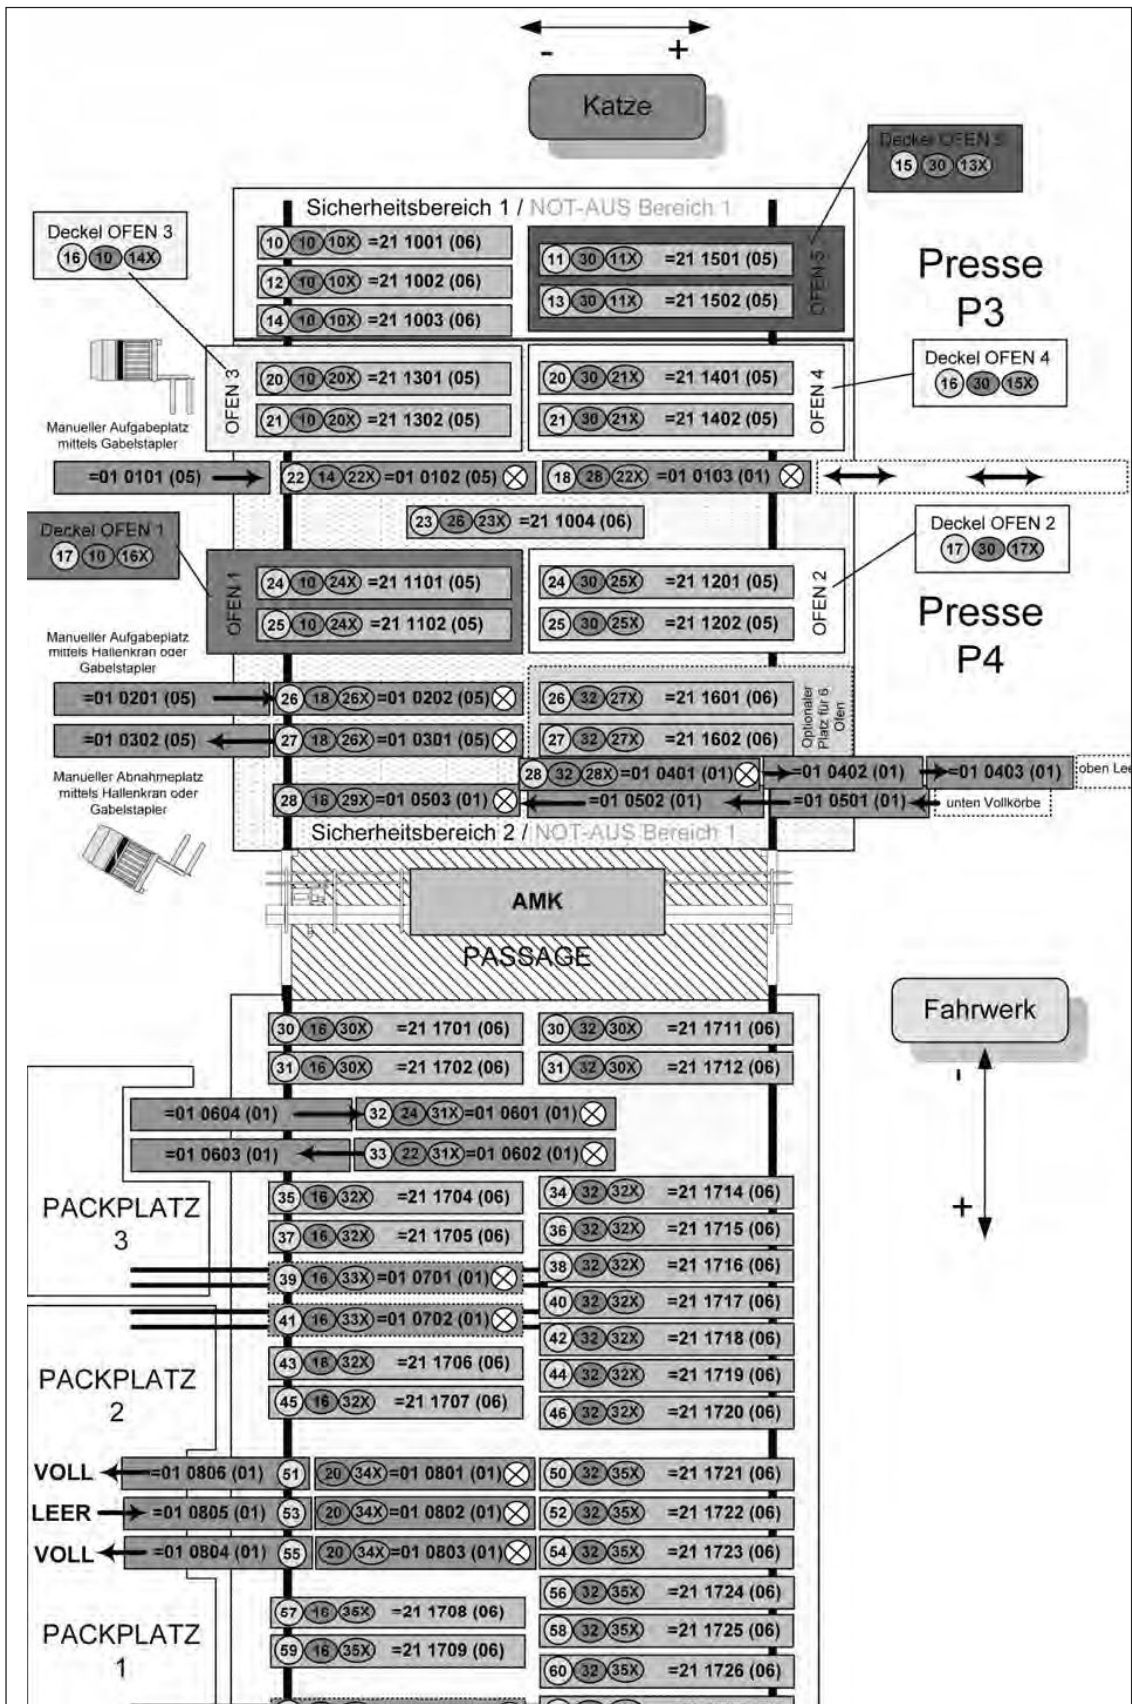 - +
Katze
Deckel OFEN 5
15 30 13X
Sicherheitsbereich 1 / NOT-AUS Bereich 1
Deckel OFEN 3
16 10 14X
10 10 10X =21 1001 (06)
12 10 10X =21 1002 (06)
14 10 10X =21 1003 (06)
11 30 11X =21 1501 (05)
13 30 11X =21 1502 (05)
OFEN 5
Presse
P3
OFEN 3
20 10 20X =21 1301 (05)
21 10 20X =21 1302 (05)
20 30 21X =21 1401 (05)
21 30 21X =21 1402 (05)
OFEN 4
Deckel OFEN 4
16 30 15X
Manueller Aufgabeplatz
mittels Gabelstapler
=01 0101 (05)
22 14 22X =01 0102 (05)
18 28 22X =01 0103 (01)
23 26 23X =21 1004 (06)
Deckel OFEN 1
17 10 16X
Deckel OFEN 2
17 30 17X
OFEN 1
24 10 24X =21 1101 (05)
25 10 24X =21 1102 (05)
24 30 25X =21 1201 (05)
25 30 25X =21 1202 (05)
OFEN 2
Presse
P4
Manueller Aufgabeplatz
mittels Hallenkran oder
Gabelstapler
=01 0201 (05)
26 18 26X =01 0202 (05)
26 32 27X =21 1601 (06)
=01 0302 (05)
27 18 26X =01 0301 (05)
27 32 27X =21 1602 (06)
Optionaler
Platz für 6
Ofen
Manueller Abnahmeplatz
mittels Hallenkran oder
Gabelstapler
28 32 28X =01 0401 (01)
=01 0402 (01)
=01 0403 (01)
oben Lee
28 18 29X =01 0503 (01)
=01 0502 (01)
=01 0501 (01)
unten Vollkörbe
Sicherheitsbereich 2 / NOT-AUS Bereich 1
AMK
PASSAGE
Fahrwerk
-
+
30 16 30X =21 1701 (06)
30 32 30X =21 1711 (06)
31 16 30X =21 1702 (06)
31 32 30X =21 1712 (06)
=01 0604 (01)
32 24 31X =01 0601 (01)
=01 0603 (01)
33 22 31X =01 0602 (01)
PACKPLATZ
3
35 16 32X =21 1704 (06)
34 32 32X =21 1714 (06)
37 16 32X =21 1705 (06)
36 32 32X =21 1715 (06)
39 16 33X =01 0701 (01)
38 32 32X =21 1716 (06)
40 32 32X =21 1717 (06)
41 16 33X =01 0702 (01)
42 32 32X =21 1718 (06)
PACKPLATZ
2
43 16 32X =21 1706 (06)
44 32 32X =21 1719 (06)
45 16 32X =21 1707 (06)
46 32 32X =21 1720 (06)
VOLL =01 0806 (01) 51
20 34X =01 0801 (01)
50 32 35X =21 1721 (06)
LEER =01 0805 (01) 53
20 34X =01 0802 (01)
52 32 35X =21 1722 (06)
VOLL =01 0804 (01) 55
20 34X =01 0803 (01)
54 32 35X =21 1723 (06)
PACKPLATZ
1
56 32 35X =21 1724 (06)
57 16 35X =21 1708 (06)
58 32 35X =21 1725 (06)
59 16 35X =21 1709 (06)
60 32 35X =21 1726 (06)